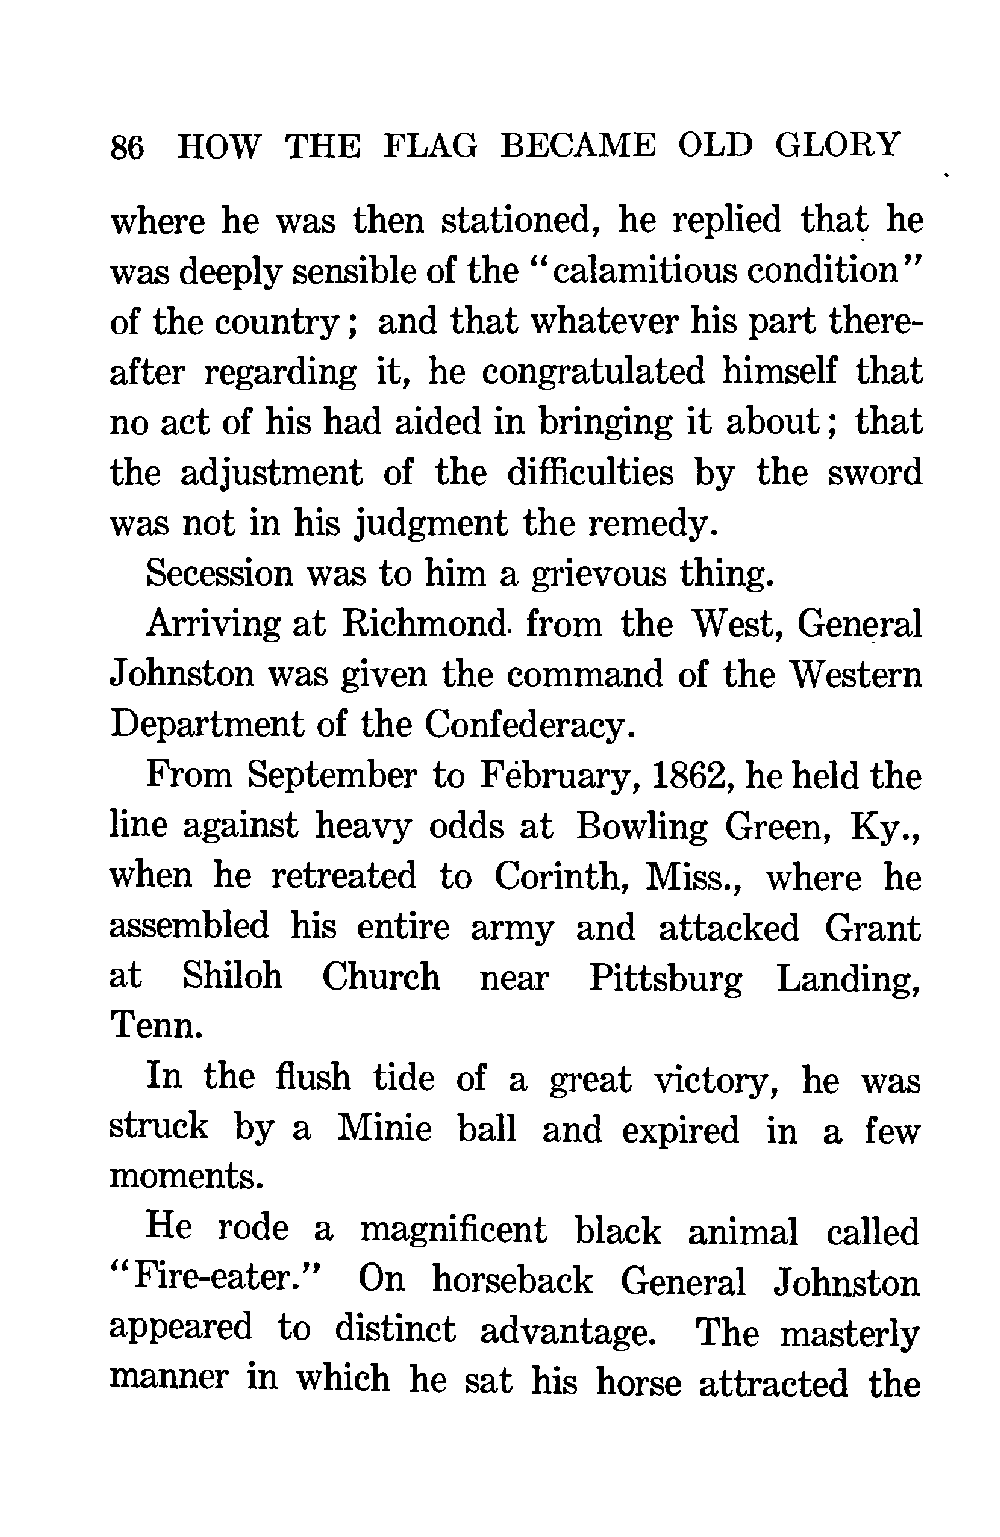 86 HOW THE FLAG BECAME OLD GLORY
where he was then stationed, he replied that he
was deeply sensible of the "calamitious condition"
of the country; and that whatever his part there-
after regarding it, he congratulated himself that
no act of his had aided in bringing it about; that
the adjustment of the difficulties by the sword
was not in his judgment the remedy.
Secession was to him a grievous thing.
Arriving at Richmond from the West, General
Johnston was given the command of the Western
Department of the Confederacy.
From September to February, 1862, he held the
line against heavy odds at Bowling Green, Ky.,
when he retreated to Corinth, Miss., where he
assembled his entire army and attacked Grant
at Shiloh Church near Pittsburg Landing,
Tenn.
In the flush tide of a great victory, he was
struck by a Minie ball and expired in a few
moments.
He rode a magnificent black animal called
"Fire-eater." On horseback General Johnston
appeared to distinct advantage. The masterly
manner in which he sat his horse attracted the